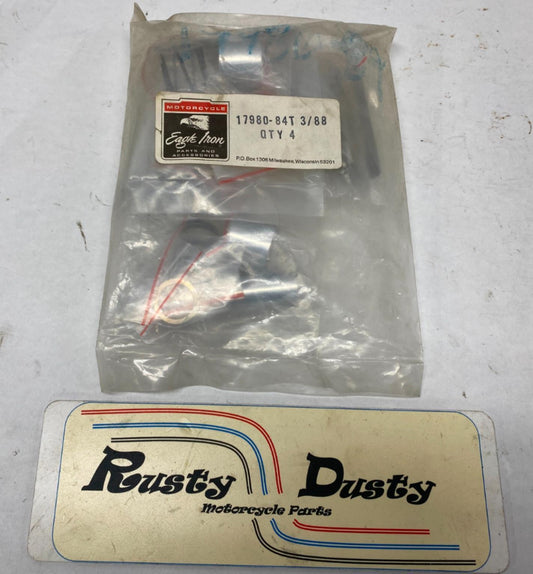 MOTORCYCLE
Eagle Iron
PARTS AND
ACCESSORIES
17980-84T 3/88
QTY 4
P.O. Box 1306 Milwaukee, Wisconsin 53201
Rusty Dusty
Motorcycle Parts